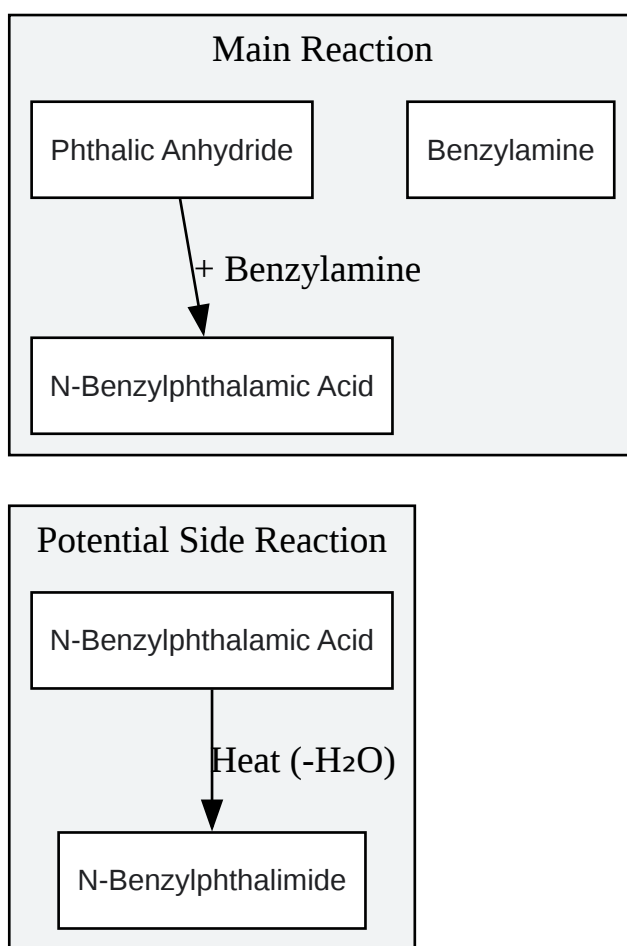 Main Reaction
Phthalic Anhydride
Benzylamine
+ Benzylamine
N-Benzylphthalamic Acid
Potential Side Reaction
N-Benzylphthalamic Acid
Heat (-H₂O)
N-Benzylphthalimide